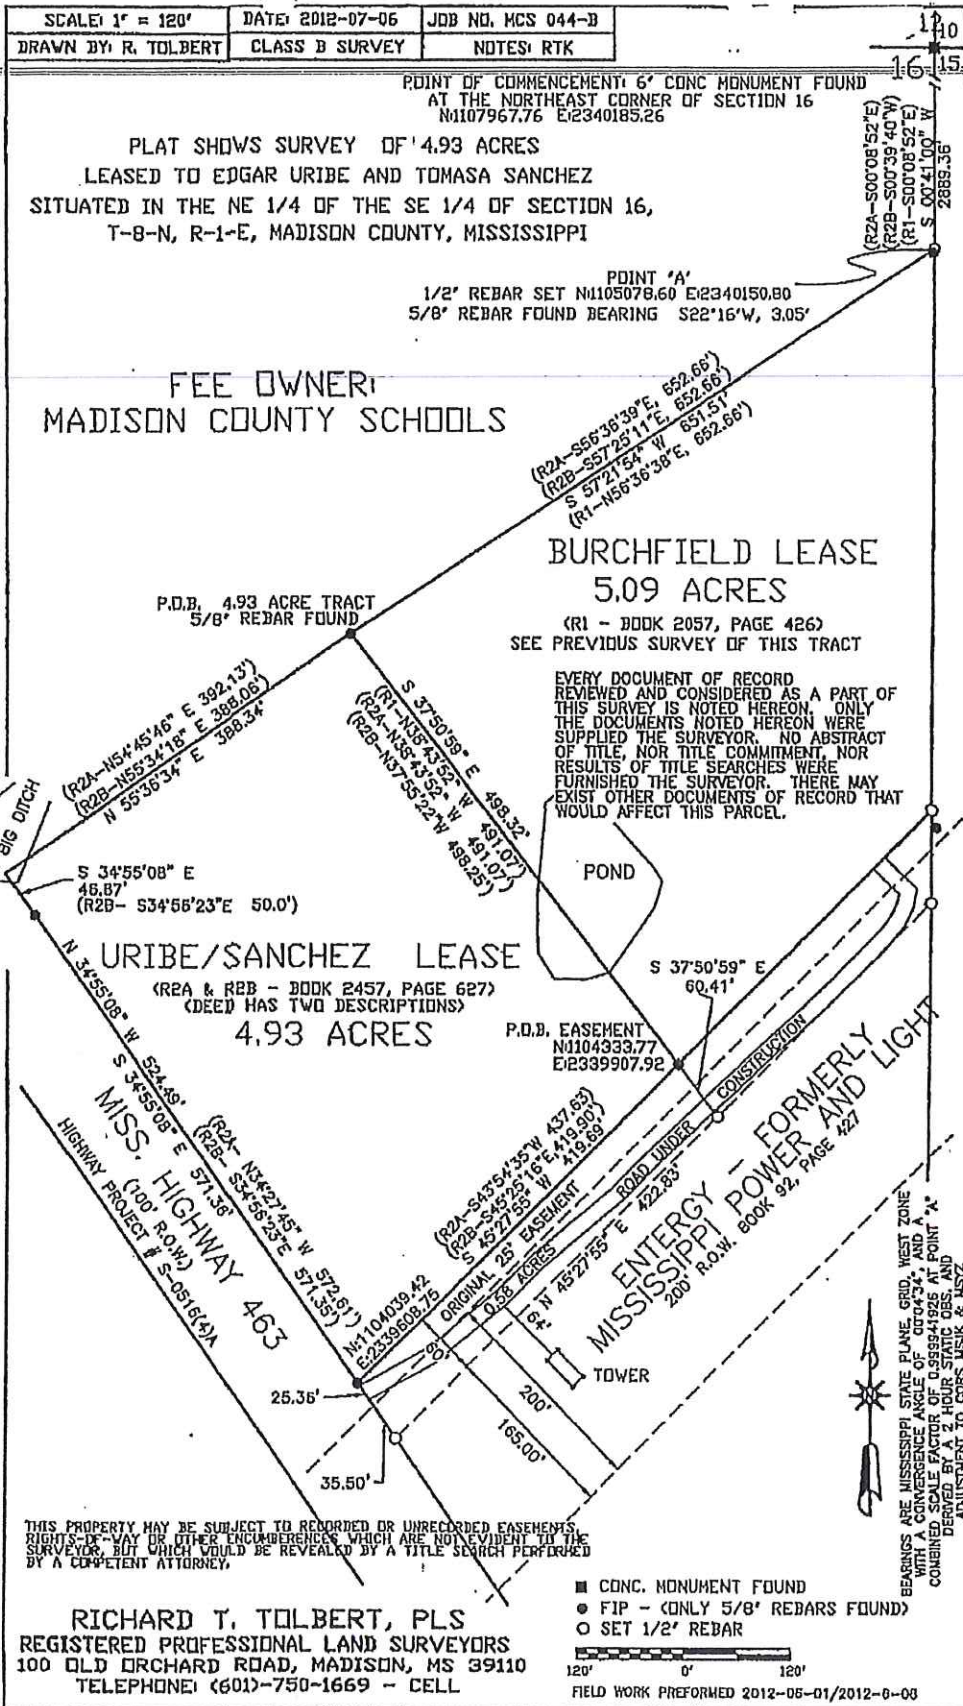 SCALE: 1" = 120'
DATE: 2012-07-06
JOB NO. MCS 044-B
DRAWN BY: R. TOLBERT
CLASS B SURVEY
NOTES: RTK
10
16
15
POINT OF COMMENCEMENT: 6" CONC MONUMENT FOUND
AT THE NORTHEAST CORNER OF SECTION 16
N:1107967.76 E:2340185.26
PLAT SHOWS SURVEY OF 4.93 ACRES
LEASED TO EDGAR URIBE AND TOMASA SANCHEZ
SITUATED IN THE NE 1/4 OF THE SE 1/4 OF SECTION 16,
T-8-N, R-1-E, MADISON COUNTY, MISSISSIPPI
(R2A-S00°08'52"E)
(R2B-S00°39'40"W)
(R1-S00°08'52"E)
S 00°41'00" W
2889.36'
POINT "A"
1/2" REBAR SET N:1105078.60 E:2340150.80
5/8" REBAR FOUND BEARING S22°16'W, 3.05'
FEE OWNER:
MADISON COUNTY SCHOOLS
(R2A-S56°36'39"E, 652.66')
(R2B-S57°25'11"E, 652.66')
S 57°21'54" W 651.51'
(R1-N56°36'38"E, 652.66')
BURCHFIELD LEASE
5.09 ACRES
(R1 - BOOK 2057, PAGE 426)
SEE PREVIOUS SURVEY OF THIS TRACT
P.O.B. 4.93 ACRE TRACT
5/8" REBAR FOUND
EVERY DOCUMENT OF RECORD
REVIEWED AND CONSIDERED AS A PART OF
THIS SURVEY IS NOTED HEREON. ONLY
THE DOCUMENTS NOTED HEREON WERE
SUPPLIED THE SURVEYOR. NO ABSTRACT
OF TITLE, NOR TITLE COMMITMENT, NOR
RESULTS OF TITLE SEARCHES WERE
FURNISHED THE SURVEYOR. THERE MAY
EXIST OTHER DOCUMENTS OF RECORD THAT
WOULD AFFECT THIS PARCEL.
(R2A-N54°45'46" E 392.13')
(R2B-N55°34'18" E 388.06')
N 55°36'34" E 388.34'
S 37°50'59" E 498.32'
(R1-N38°43'52" W 491.07')
(R2A-N38°43'52" W 491.07')
(R2B-N37°55'22"W 498.25')
BIG DITCH
POND
S 34°55'08" E
46.87'
(R2B- S34°56'23"E 50.0')
URIBE/SANCHEZ LEASE
(R2A & R2B - BOOK 2457, PAGE 627)
(DEED HAS TWO DESCRIPTIONS)
4.93 ACRES
S 37°50'59" E
60.41'
P.O.B. EASEMENT
N:1104333.77
E:2339907.92
N 34°55'08" W 524.49'
S 34°55'08" E 571.36'
(R2A- N34°27'45" W 572.61')
(R2B- S34°56'23"E 571.35')
MISS. HIGHWAY 463
(100' R.O.W.)
HIGHWAY PROJECT # S-0516(4)A
(R2A-S43°54'35"W 437.63)
(R2B-S45°25'16"E,419.90')
S 45°27'55" W 419.69'
ORIGINAL 25' EASEMENT
ROAD UNDER CONSTRUCTION
0.58 ACRES
N 45°27'55" E 422.83'
ENTERGY - FORMERLY
MISSISSIPPI POWER AND LIGHT
200' R.O.W. BOOK 92, PAGE 427
N:1104039.42
E:2339608.75
60'
64'
TOWER
200'
165.00'
25.36'
35.50'
BEARINGS ARE MISSISSIPPI STATE PLANE GRID, WEST ZONE
WITH A CONVERGENCE ANGLE OF 00°04'34", AND A
COMBINED SCALE FACTOR OF 0.999941926 AT POINT "A"
DERIVED BY A 2 HOUR STATIC OBS. AND
ADJUSTMENT TO CORS MSJK & MSYZ
N
THIS PROPERTY MAY BE SUBJECT TO RECORDED OR UNRECORDED EASEMENTS,
RIGHTS-OF-WAY OR OTHER ENCUMBERENCES WHICH ARE NOT EVIDENT TO THE
SURVEYOR, BUT WHICH WOULD BE REVEALED BY A TITLE SEARCH PERFORMED
BY A COMPETENT ATTORNEY.
CONC. MONUMENT FOUND
FIP - (ONLY 5/8" REBARS FOUND)
SET 1/2" REBAR
RICHARD T. TOLBERT, PLS
REGISTERED PROFESSIONAL LAND SURVEYORS
100 OLD ORCHARD ROAD, MADISON, MS 39110
TELEPHONE: (601)-750-1669 - CELL
120' 0' 120'
FIELD WORK PREFORMED 2012-06-01/2012-6-08